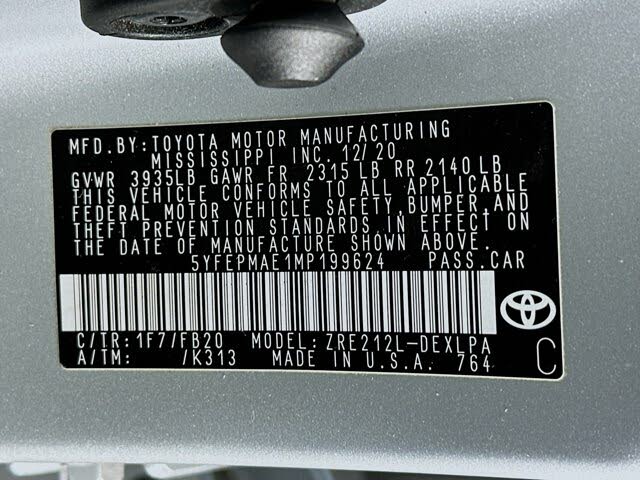 MFD. BY: TOYOTA MOTOR MANUFACTURING
MISSISSIPPI INC. 12/20
GVWR 3935LB GAWR FR 2315 LB RR 2140 LB
THIS VEHICLE CONFORMS TO ALL APPLICABLE
FEDERAL MOTOR VEHICLE SAFETY, BUMPER, AND
THEFT PREVENTION STANDARDS IN EFFECT ON
THE DATE OF MANUFACTURE SHOWN ABOVE.
5YFEPMAE1MP199624 PASS. CAR
C/TR: 1F7/FB20 MODEL: ZRE212L-DEXLPA
A/TM: /K313 MADE IN U.S.A. 764 C